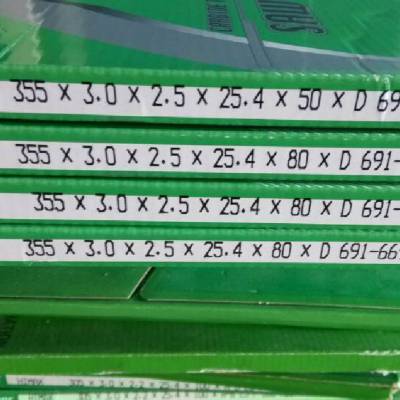 SAW
355 x 3.0 x 2.5 x 25.4 x 50 x D 69
355 x 3.0 x 2.5 x 25.4 x 80 x D 691-
355 x 3.0 x 2.5 x 25.4 x 80 x D 691-
355 x 3.0 x 2.5 x 25.4 x 80 x D 691-66